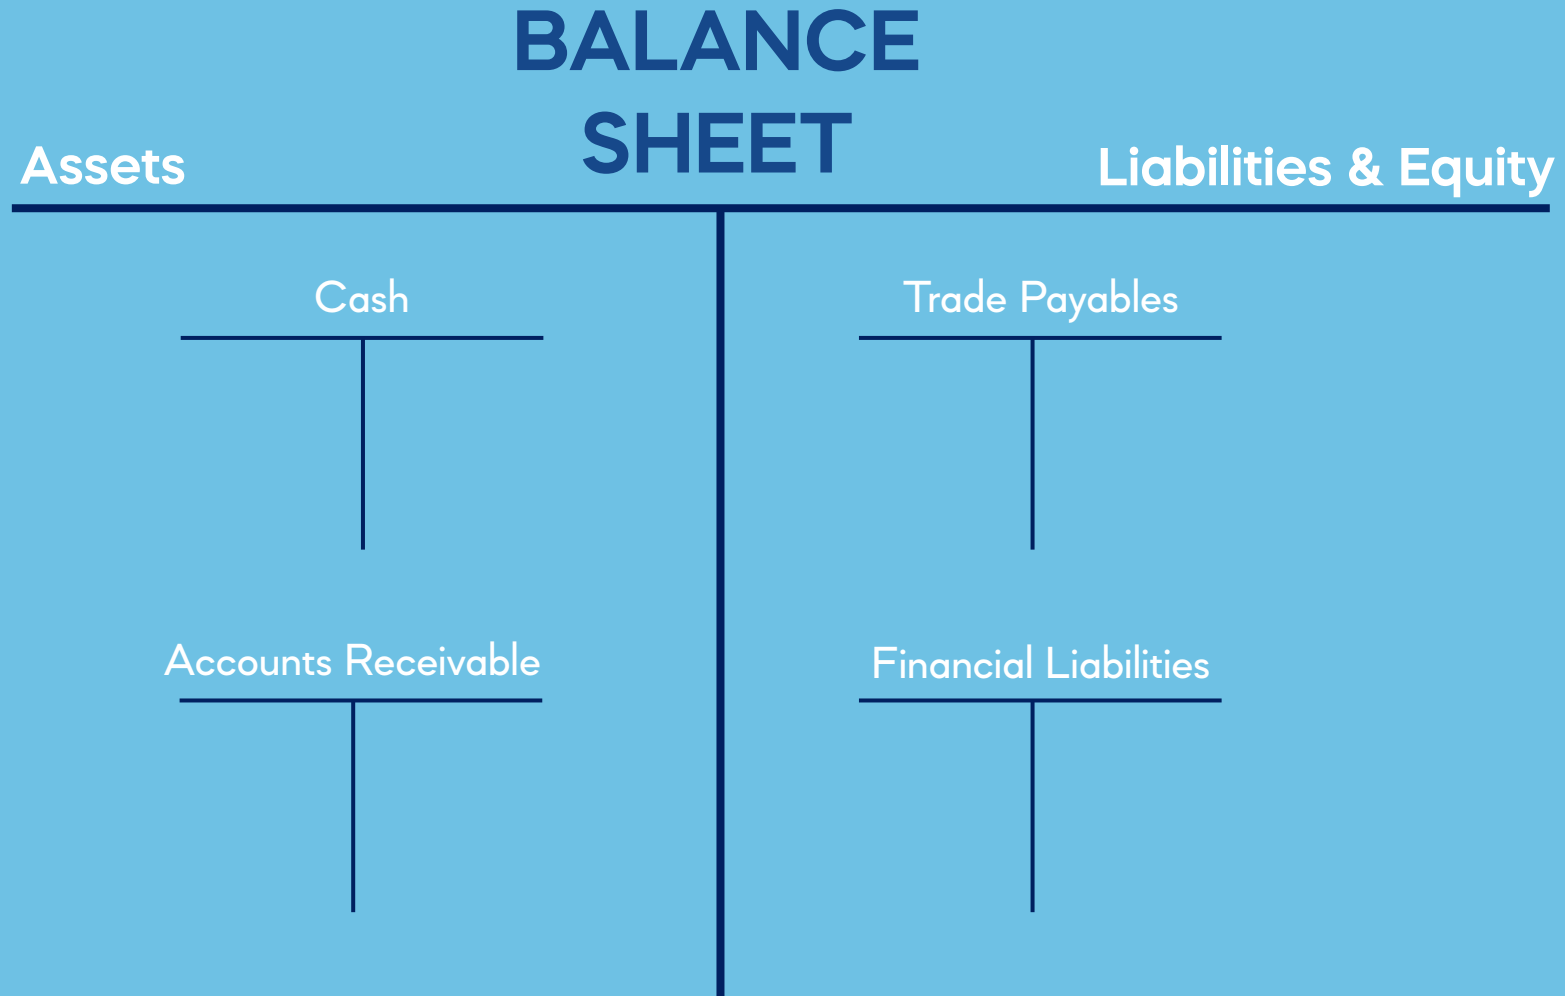 BALANCE
SHEET
Assets
Liabilities & Equity
Cash
Trade Payables
Accounts Receivable
Financial Liabilities